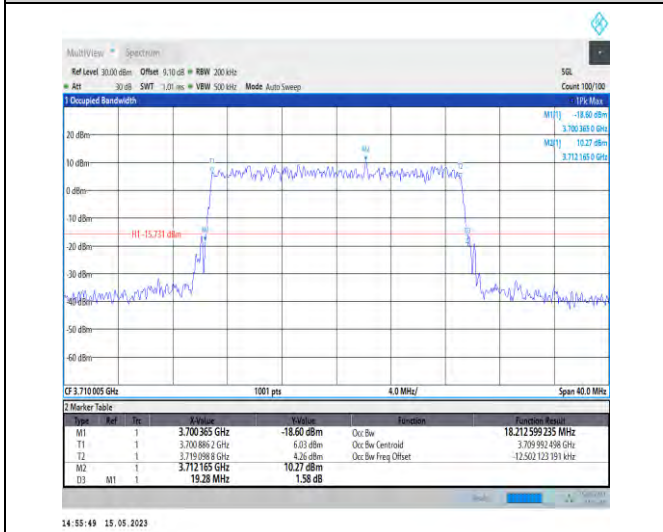 MultiView Spectrum
Ref Level 30.00 dBm Offset 9.10 dB RBW 200 kHz SGL
Att 30 dB SWT 1.01 ms VBW 500 kHz Mode Auto Sweep Count 100/100
1 Occupied Bandwidth 1Pk Max
M1[1] -18.60 dBm
3.700 365 0 GHz
M2[1] 10.27 dBm
3.712 165 0 GHz
20 dBm
M2
T1 T2
10 dBm
0 dBm
-10 dBm
H1 -15.731 dBm
M1
D3
-20 dBm
-30 dBm
-40 dBm
-50 dBm
-60 dBm
CF 3.710 005 GHz 1001 pts 4.0 MHz/ Span 40.0 MHz
2 Marker Table
Type Ref Trc X-Value Y-Value Function Function Result
M1 1 3.700 365 GHz -18.60 dBm Occ Bw 18.212 599 235 MHz
T1 1 3.700 886 2 GHz 6.03 dBm Occ Bw Centroid 3.709 992 498 GHz
T2 1 3.719 098 8 GHz 4.26 dBm Occ Bw Freq Offset -12.502 123 191 kHz
M2 1 3.712 165 GHz 10.27 dBm
D3 M1 1 19.28 MHz 1.58 dB
14:55:49 15.05.2023